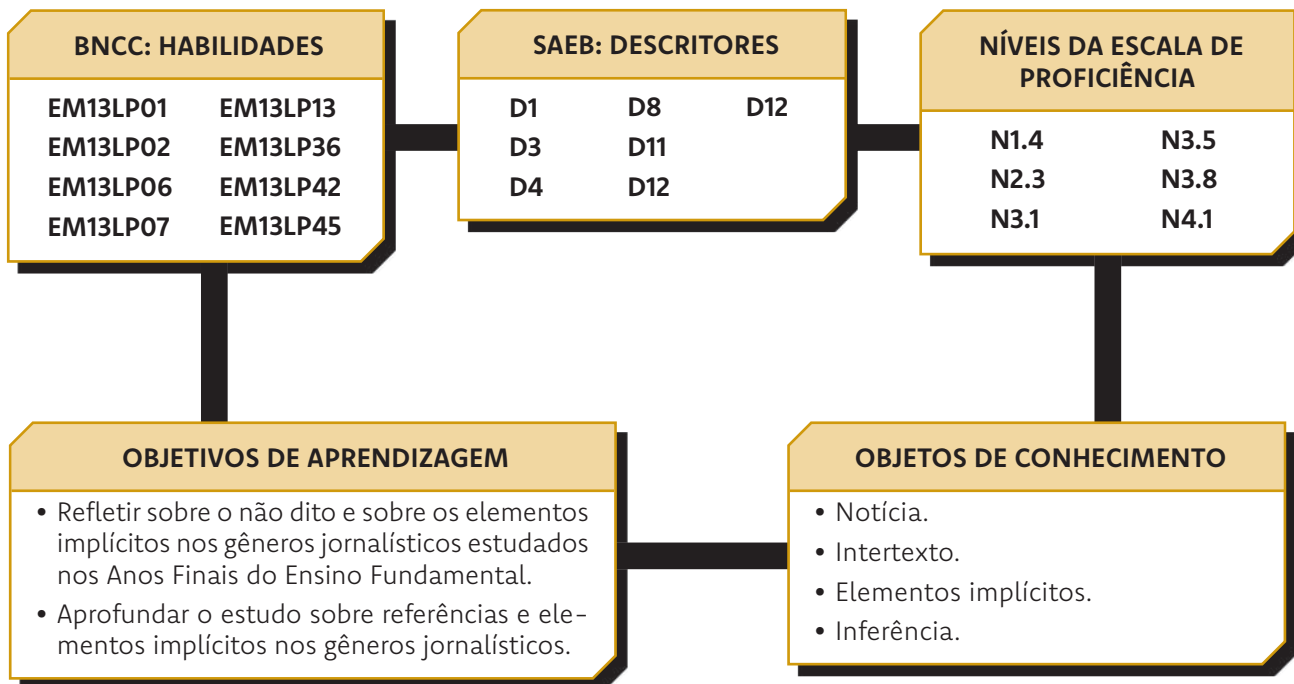 BNCC: HABILIDADES
EM13LP01 EM13LP13
EM13LP02 EM13LP36
EM13LP06 EM13LP42
EM13LP07 EM13LP45
SAEB: DESCRITORES
D1 D8 D12
D3 D11
D4 D12
NÍVEIS DA ESCALA DE
PROFICIÊNCIA
N1.4 N3.5
N2.3 N3.8
N3.1 N4.1
OBJETIVOS DE APRENDIZAGEM
• Refletir sobre o não dito e sobre os elementos
implícitos nos gêneros jornalísticos estudados
nos Anos Finais do Ensino Fundamental.
• Aprofundar o estudo sobre referências e ele-
mentos implícitos nos gêneros jornalísticos.
OBJETOS DE CONHECIMENTO
• Notícia.
• Intertexto.
• Elementos implícitos.
• Inferência.